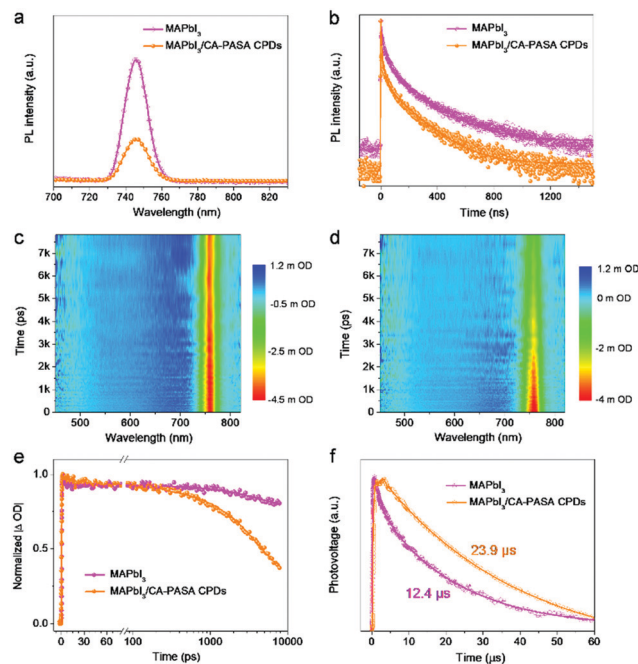 a
MAPbI3
MAPbI3/CA-PASA CPDs
PL intensity (a.u.)
700 720 740 760 780 800 820
Wavelength (nm)
b
MAPbI3
MAPbI3/CA-PASA CPDs
PL intensity (a.u.)
0 400 800 1200
Time (ns)
c
Time (ps)
7k
6k
5k
4k
3k
2k
1k
0
500 600 700 800
Wavelength (nm)
1.2 m OD
-0.5 m OD
-2.5 m OD
-4.5 m OD
d
Time (ps)
7k
6k
5k
4k
3k
2k
1k
0
500 600 700 800
Wavelength (nm)
1.2 m OD
0 m OD
-2 m OD
-4 m OD
e
Normalized |Δ OD|
1.0
0.5
0.0
MAPbI3
MAPbI3/CA-PASA CPDs
0 30 60 100 1000 10000
Time (ps)
f
MAPbI3
MAPbI3/CA-PASA CPDs
Photovoltage (a.u.)
23.9 μs
12.4 μs
0 10 20 30 40 50 60
Time (μs)